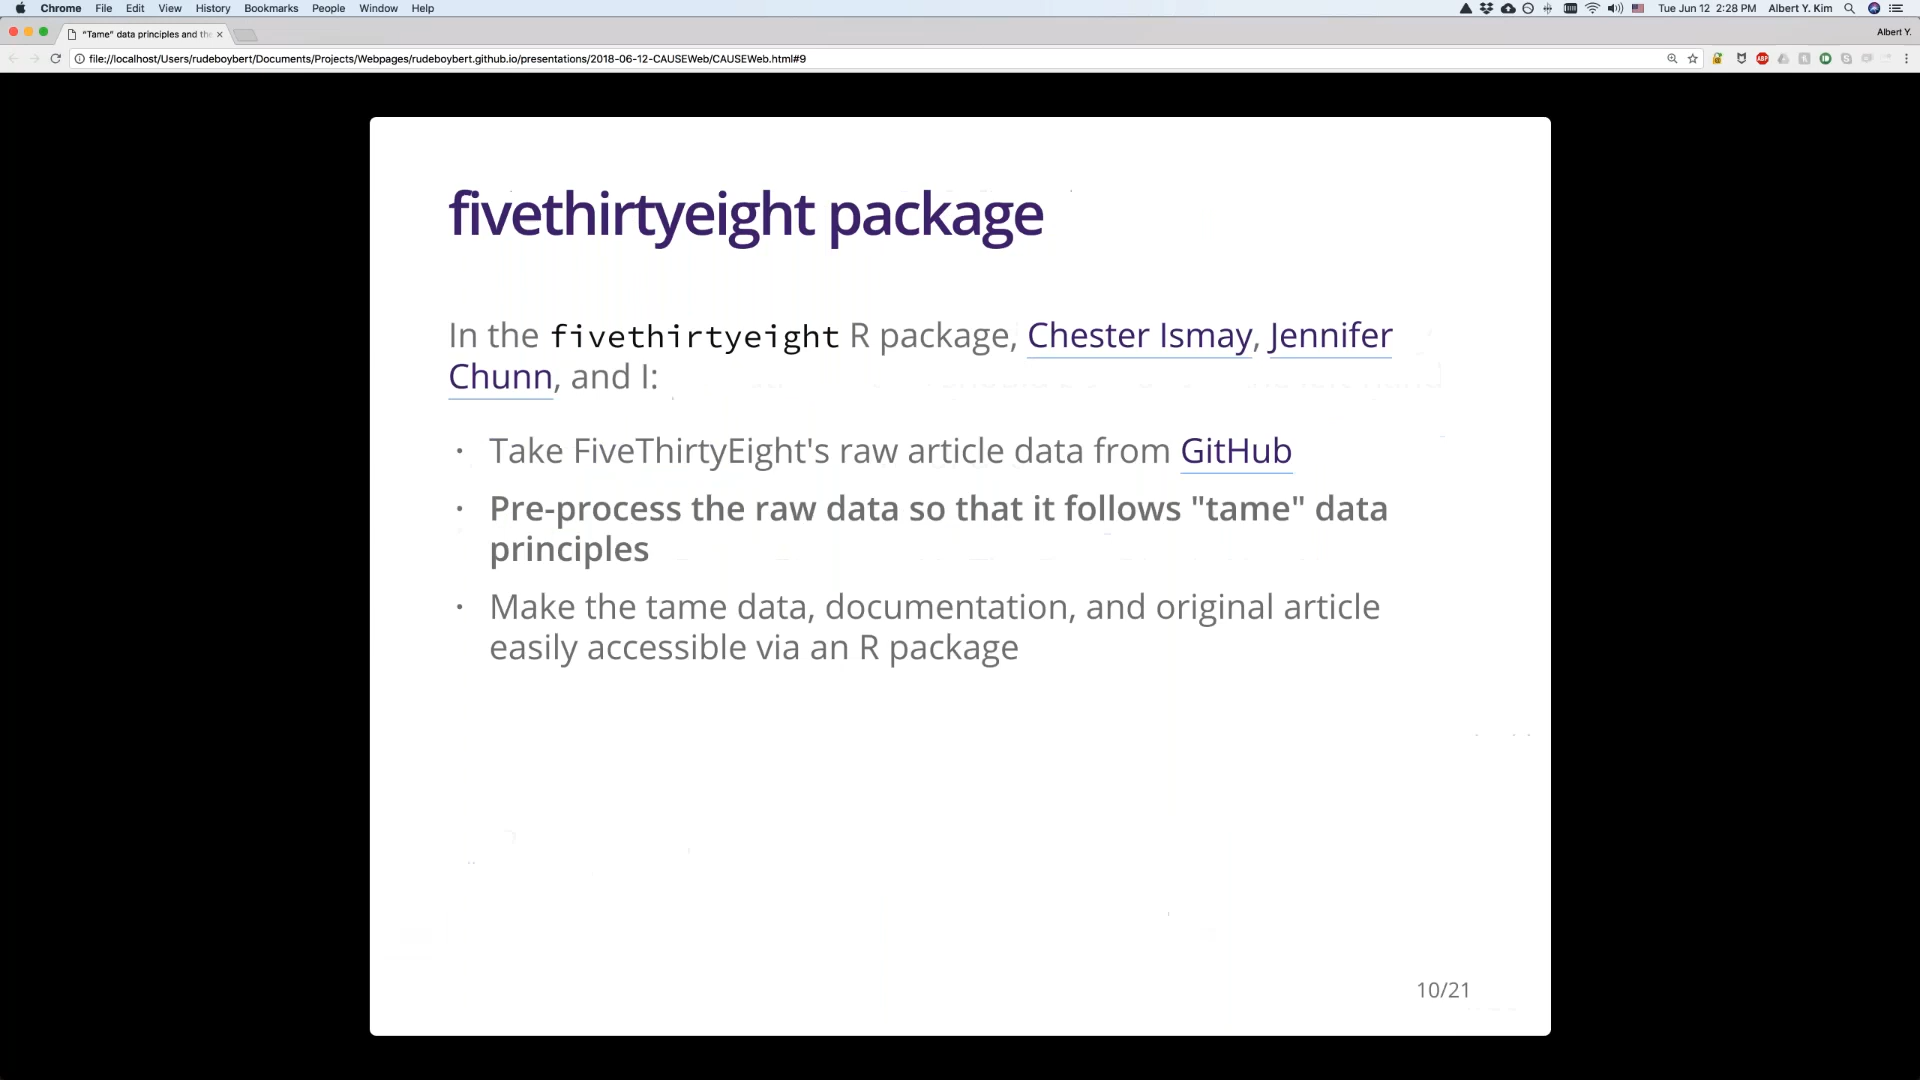 Chrome File Edit View History Bookmarks People Window Help Tue Jun 12 2:28 PM Albert Y. Kim
"Tame" data principles and the Albert Y.
file://localhost/Users/rudeboybert/Documents/Projects/Webpages/rudeboybert.github.io/presentations/2018-06-12-CAUSEWeb/CAUSEWeb.html#9
ABP
fivethirtyeight package
In the fivethirtyeight R package, Chester Ismay, Jennifer
Chunn, and I:
· Take FiveThirtyEight's raw article data from GitHub
· Pre-process the raw data so that it follows "tame" data
principles
· Make the tame data, documentation, and original article
easily accessible via an R package
10/21